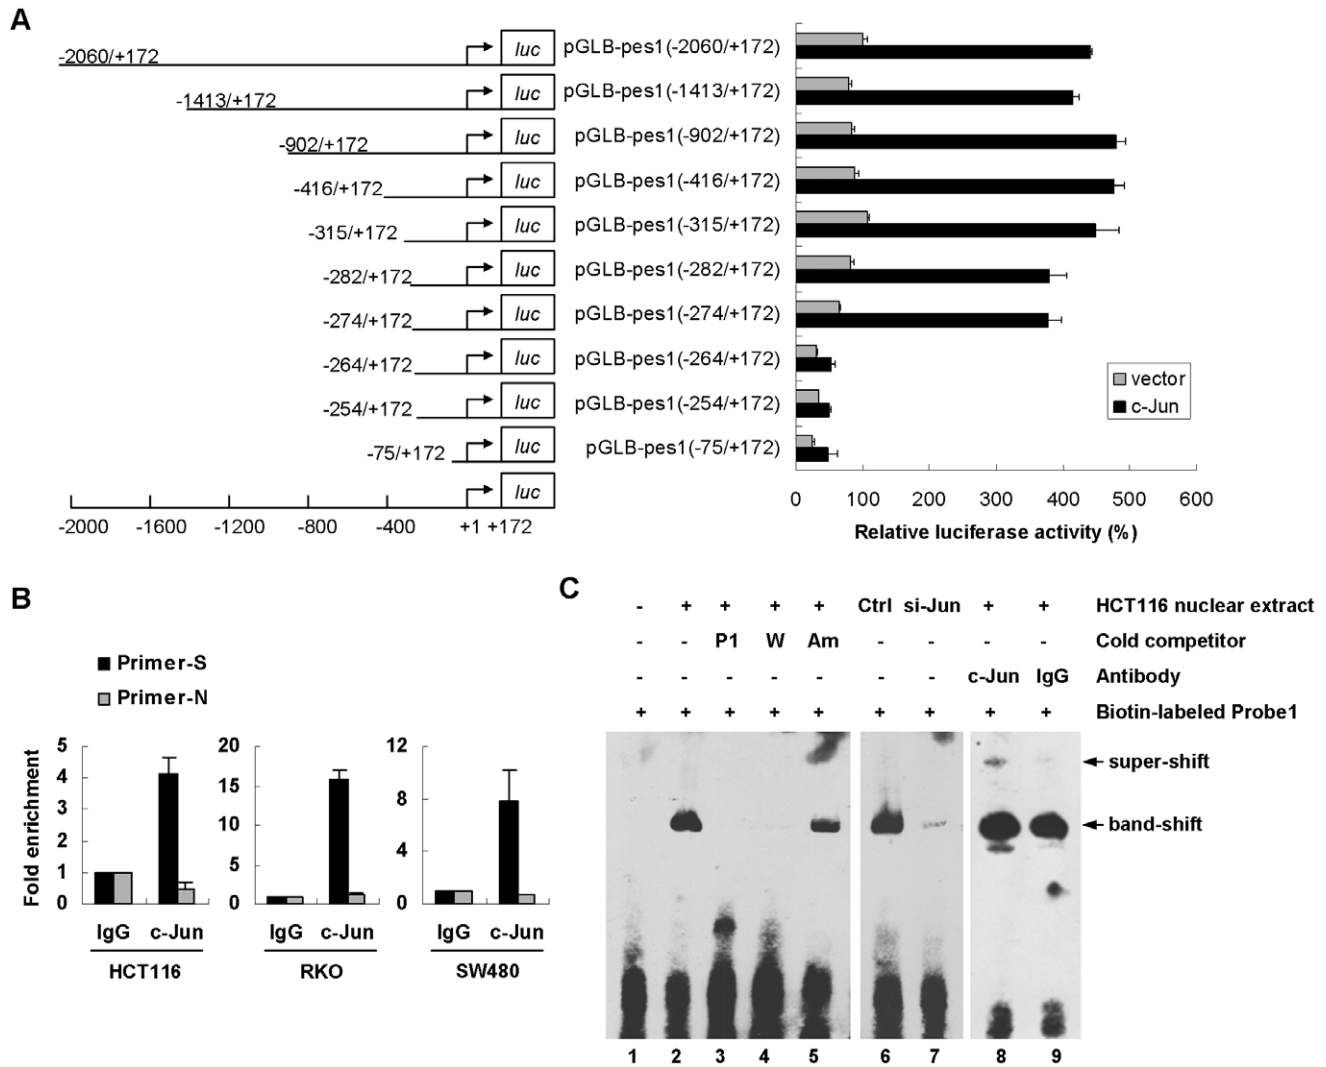 A
-2060/+172 luc pGLB-pes1(-2060/+172)
-1413/+172 luc pGLB-pes1(-1413/+172)
-902/+172 luc pGLB-pes1(-902/+172)
-416/+172 luc pGLB-pes1(-416/+172)
-315/+172 luc pGLB-pes1(-315/+172)
-282/+172 luc pGLB-pes1(-282/+172)
-274/+172 luc pGLB-pes1(-274/+172)
-264/+172 luc pGLB-pes1(-264/+172)
-254/+172 luc pGLB-pes1(-254/+172)
-75/+172 luc pGLB-pes1(-75/+172)
luc
-2000 -1600 -1200 -800 -400 +1 +172
vector
c-Jun
0 100 200 300 400 500 600
Relative luciferase activity (%)
B
Primer-S
Primer-N
Fold enrichment
5
4
3
2
1
0
IgG c-Jun
HCT116
20
15
10
5
0
IgG c-Jun
RKO
12
8
4
0
IgG c-Jun
SW480
C
- + + + + Ctrl si-Jun + + HCT116 nuclear extract
- - P1 W Am - - - - Cold competitor
- - - - - - - c-Jun IgG Antibody
+ + + + + + + + + Biotin-labeled Probe1
super-shift
band-shift
1 2 3 4 5 6 7 8 9